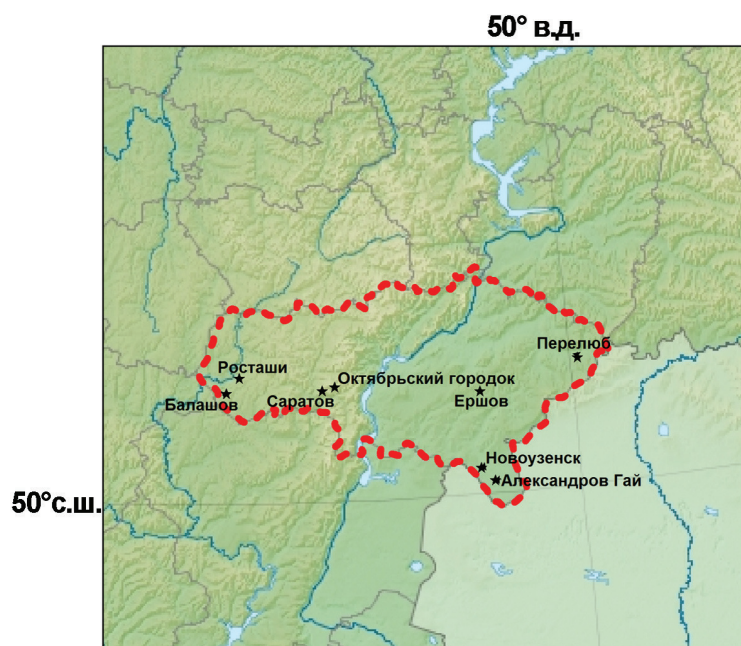 50° в.д.
Перелюб
Росташи
Октябрьский городок
Балашов
Саратов
Ершов
Новоузенск
Александров Гай
50°с.ш.